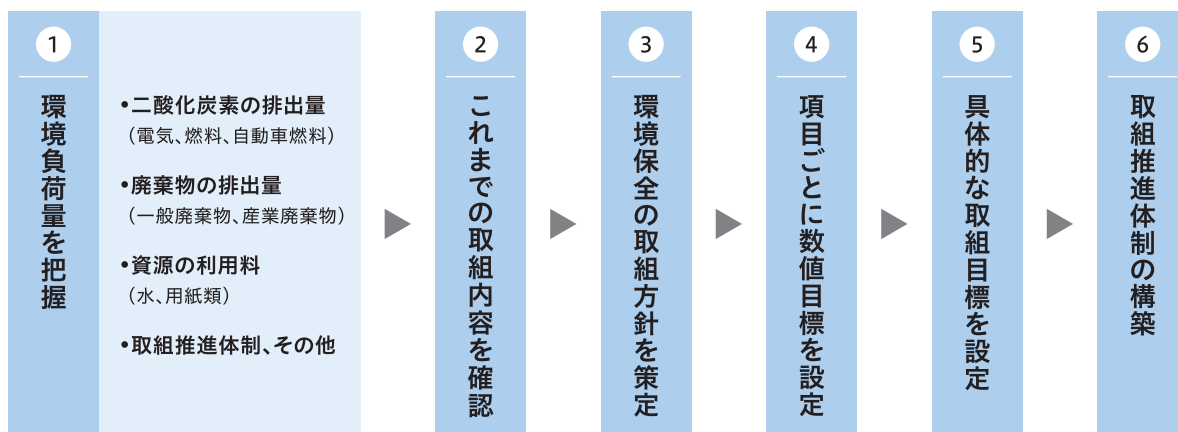 1
環境負荷量を把握
•二酸化炭素の排出量
（電気、燃料、自動車燃料）
•廃棄物の排出量
（一般廃棄物、産業廃棄物）
•資源の利用料
（水、用紙類）
•取組推進体制、その他
2
これまでの取組内容を確認
3
環境保全の取組方針を策定
4
項目ごとに数値目標を設定
5
具体的な取組目標を設定
6
取組推進体制の構築